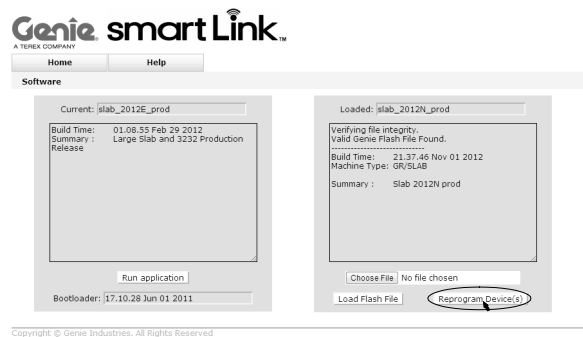 Genie. smartLink™
A TEREX COMPANY
Home Help
Software
Current: slab_2012E_prod
Build Time: 01.08.55 Feb 29 2012
Summary : Large Slab and 3232 Production
Release
Run application
Bootloader: 17.10.28 Jun 01 2011
Loaded: slab_2012N_prod
Verifying file integrity.
Valid Genie Flash File Found.
----------------------------
Build Time: 21.37.46 Nov 01 2012
Machine Type: GR/SLAB
Summary : Slab 2012N prod
Choose File No file chosen
Load Flash File Reprogram Device(s)
Copyright © Genie Industries. All Rights Reserved